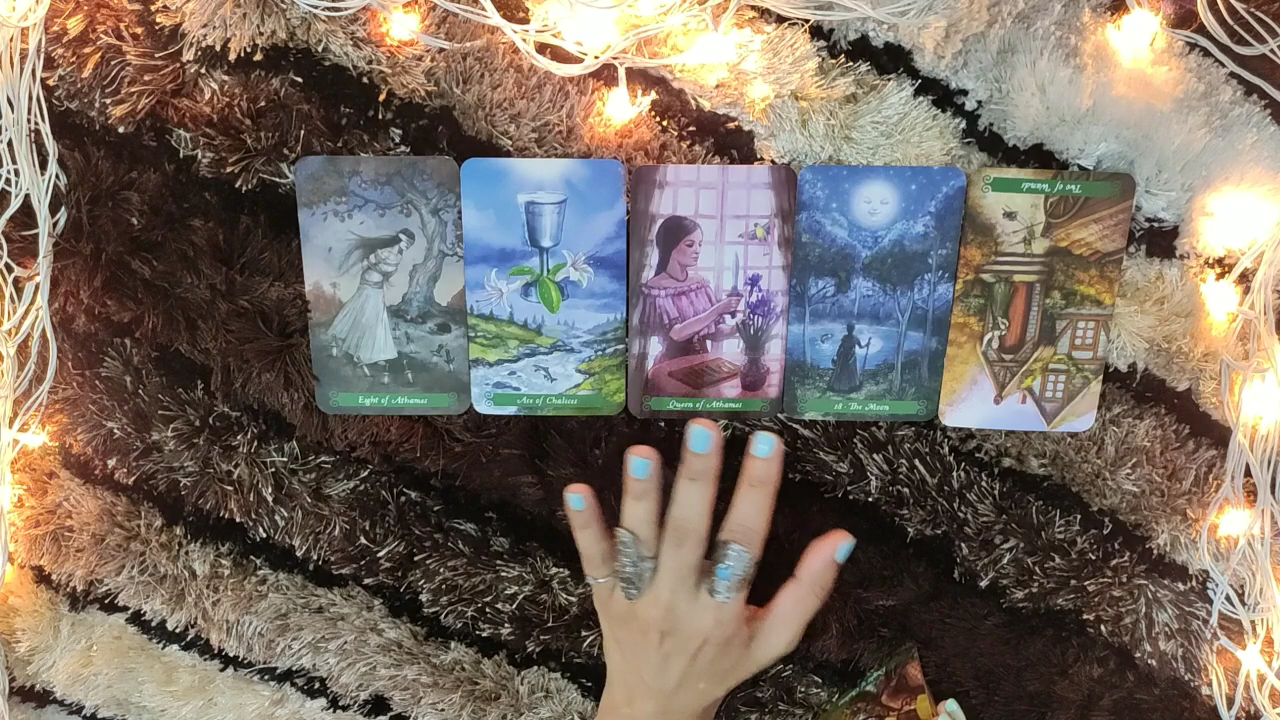 Eight of Athames
Ace of Chalices
Queen of Athames
18 · The Moon
Two of Wands